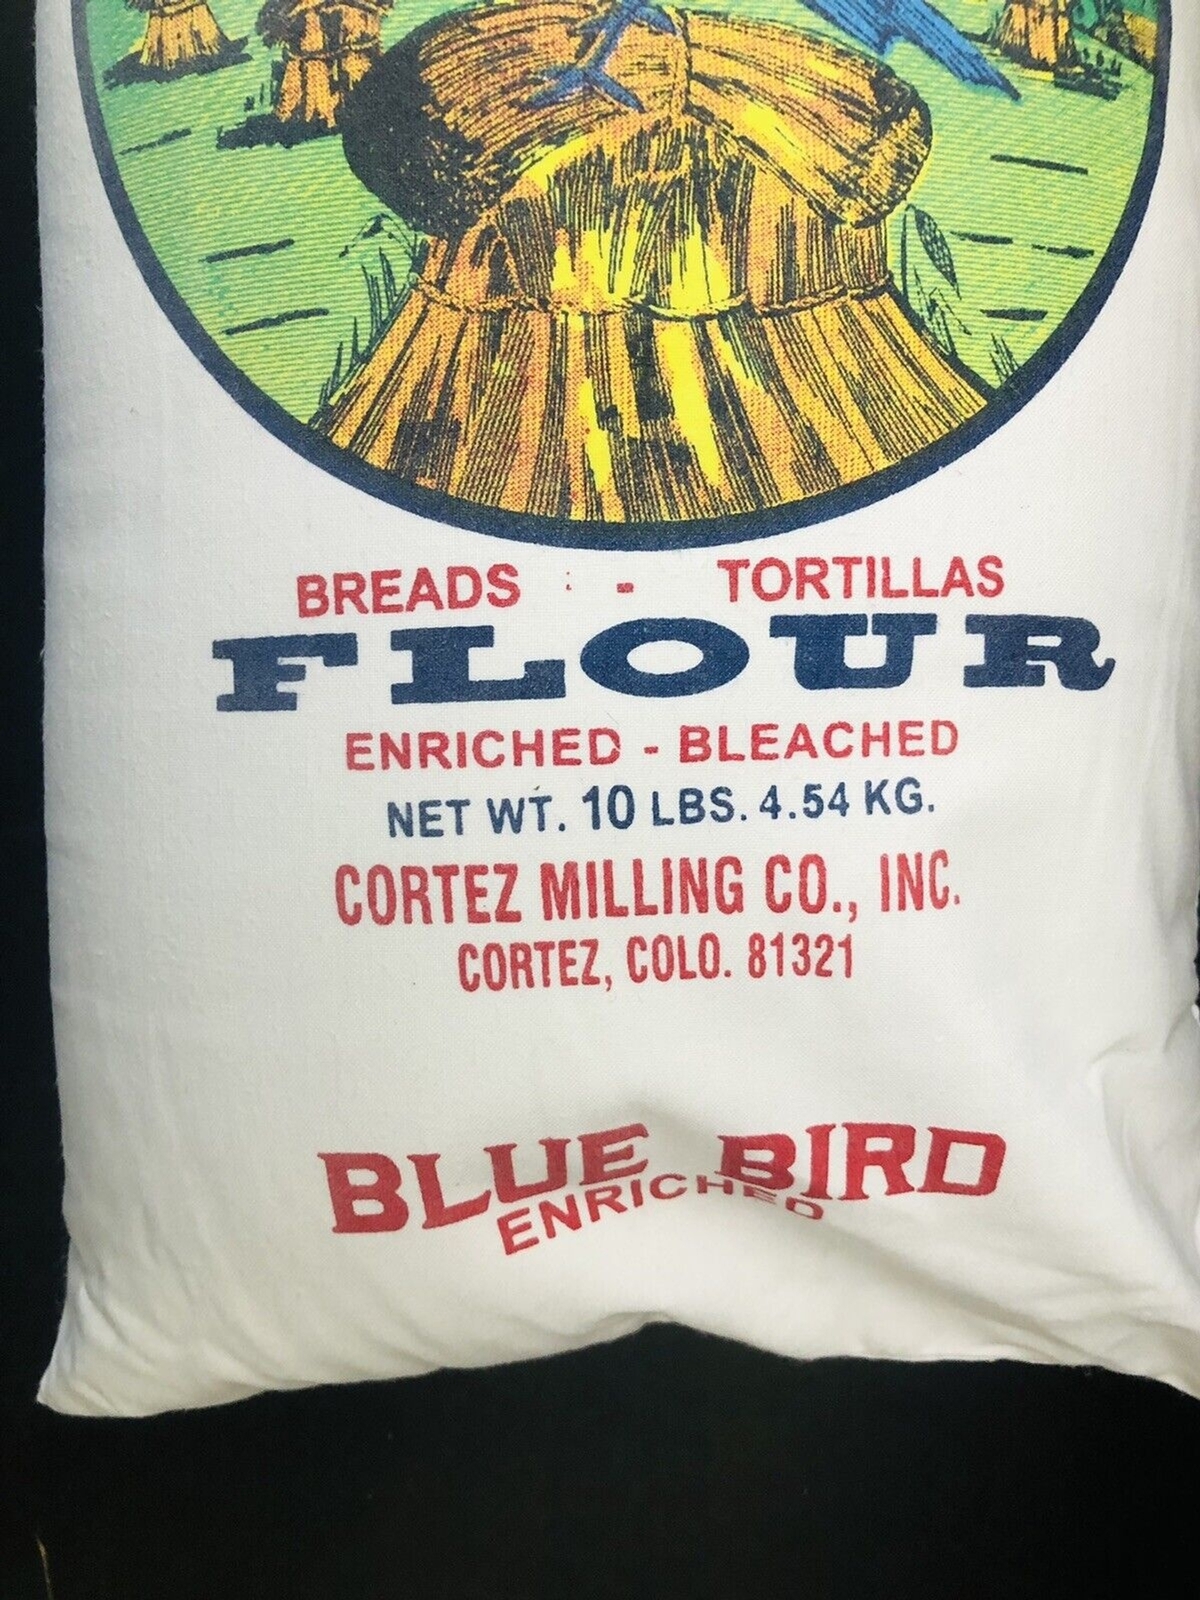 BREADS - TORTILLAS
FLOUR
ENRICHED - BLEACHED
NET WT. 10 LBS. 4.54 KG.
CORTEZ MILLING CO., INC.
CORTEZ, COLO. 81321
BLUE BIRD
ENRICHED